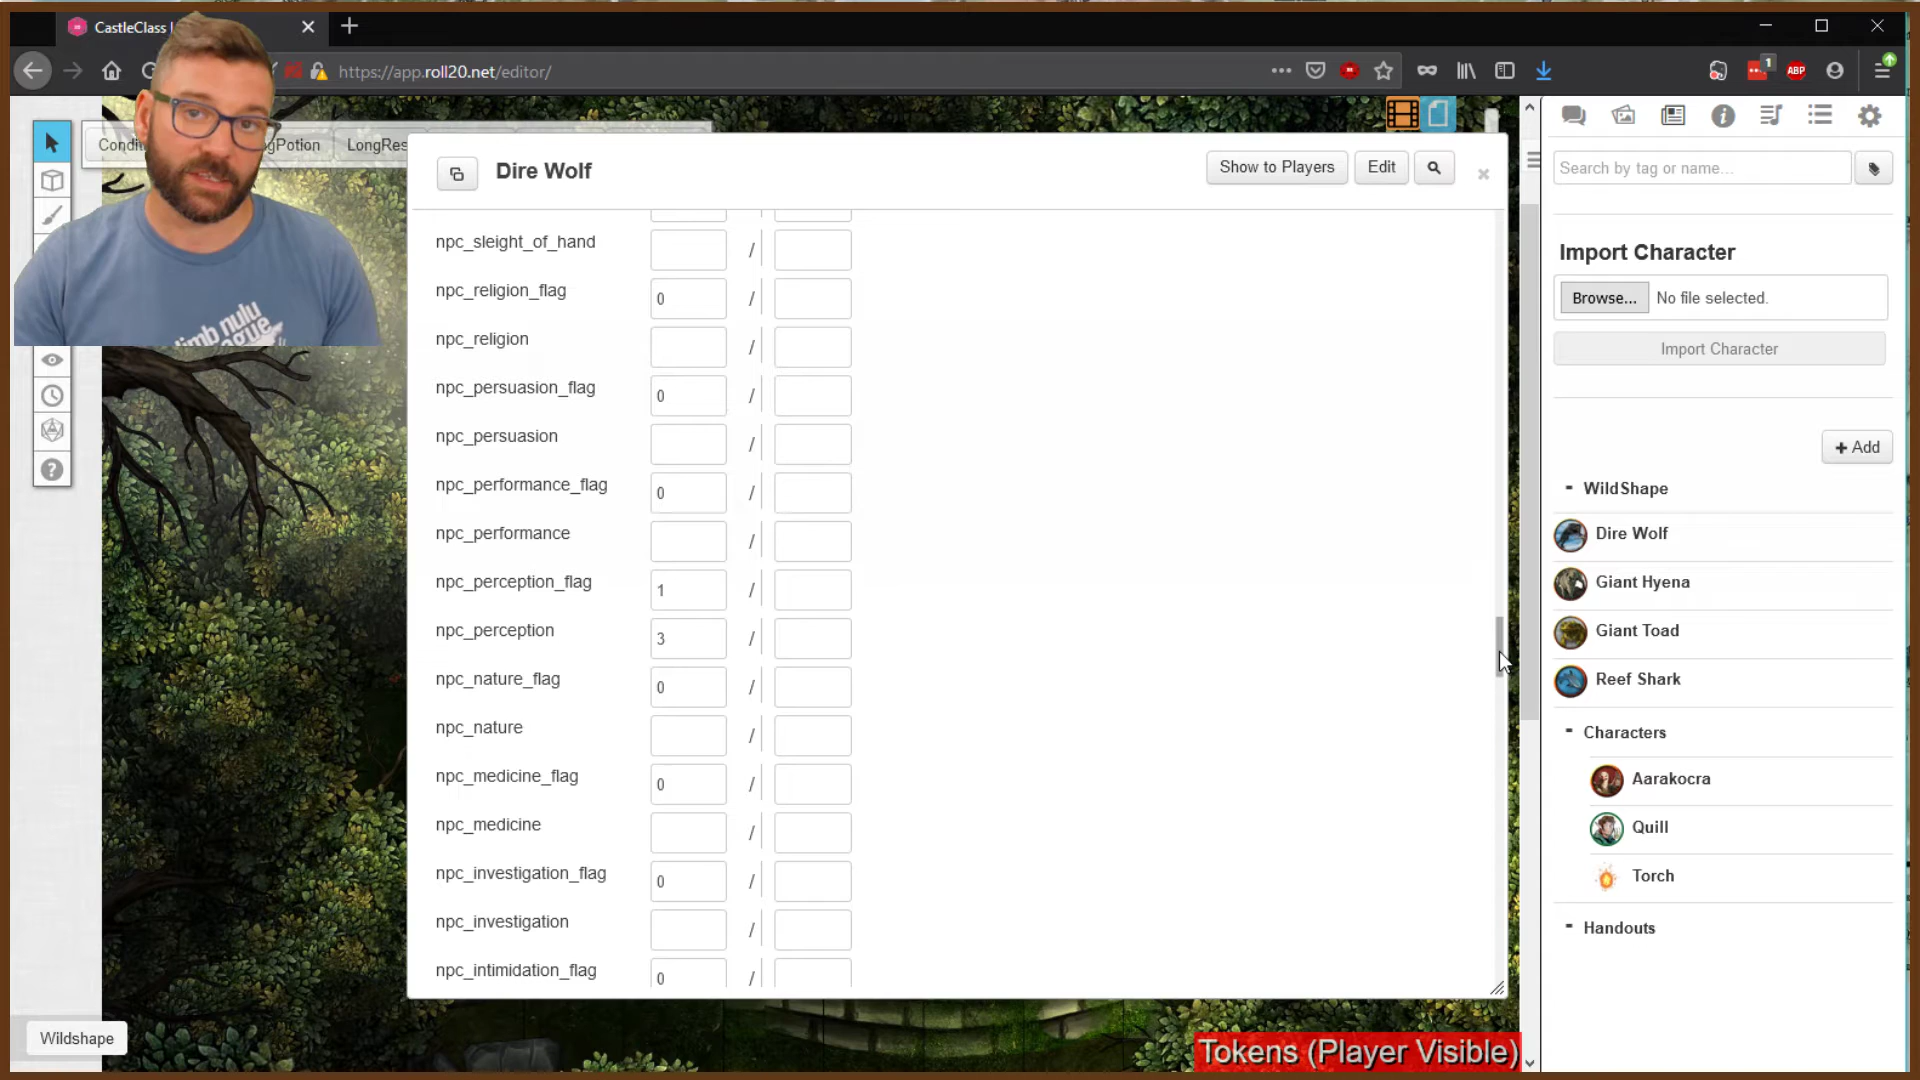 CastleClass |
https://app.roll20.net/editor/
1
ABP
gPotion
LongRes
Dire Wolf
Show to Players
Edit
npc_sleight_of_hand /
npc_religion_flag 0 /
npc_religion /
npc_persuasion_flag 0 /
npc_persuasion /
npc_performance_flag 0 /
npc_performance /
npc_perception_flag 1 /
npc_perception 3 /
npc_nature_flag 0 /
npc_nature /
npc_medicine_flag 0 /
npc_medicine /
npc_investigation_flag 0 /
npc_investigation /
npc_intimidation_flag 0 /
Search by tag or name...
Import Character
Browse... No file selected.
Import Character
+ Add
- WildShape
Dire Wolf
Giant Hyena
Giant Toad
Reef Shark
- Characters
Aarakocra
Quill
Torch
- Handouts
Wildshape
Tokens (Player Visible)